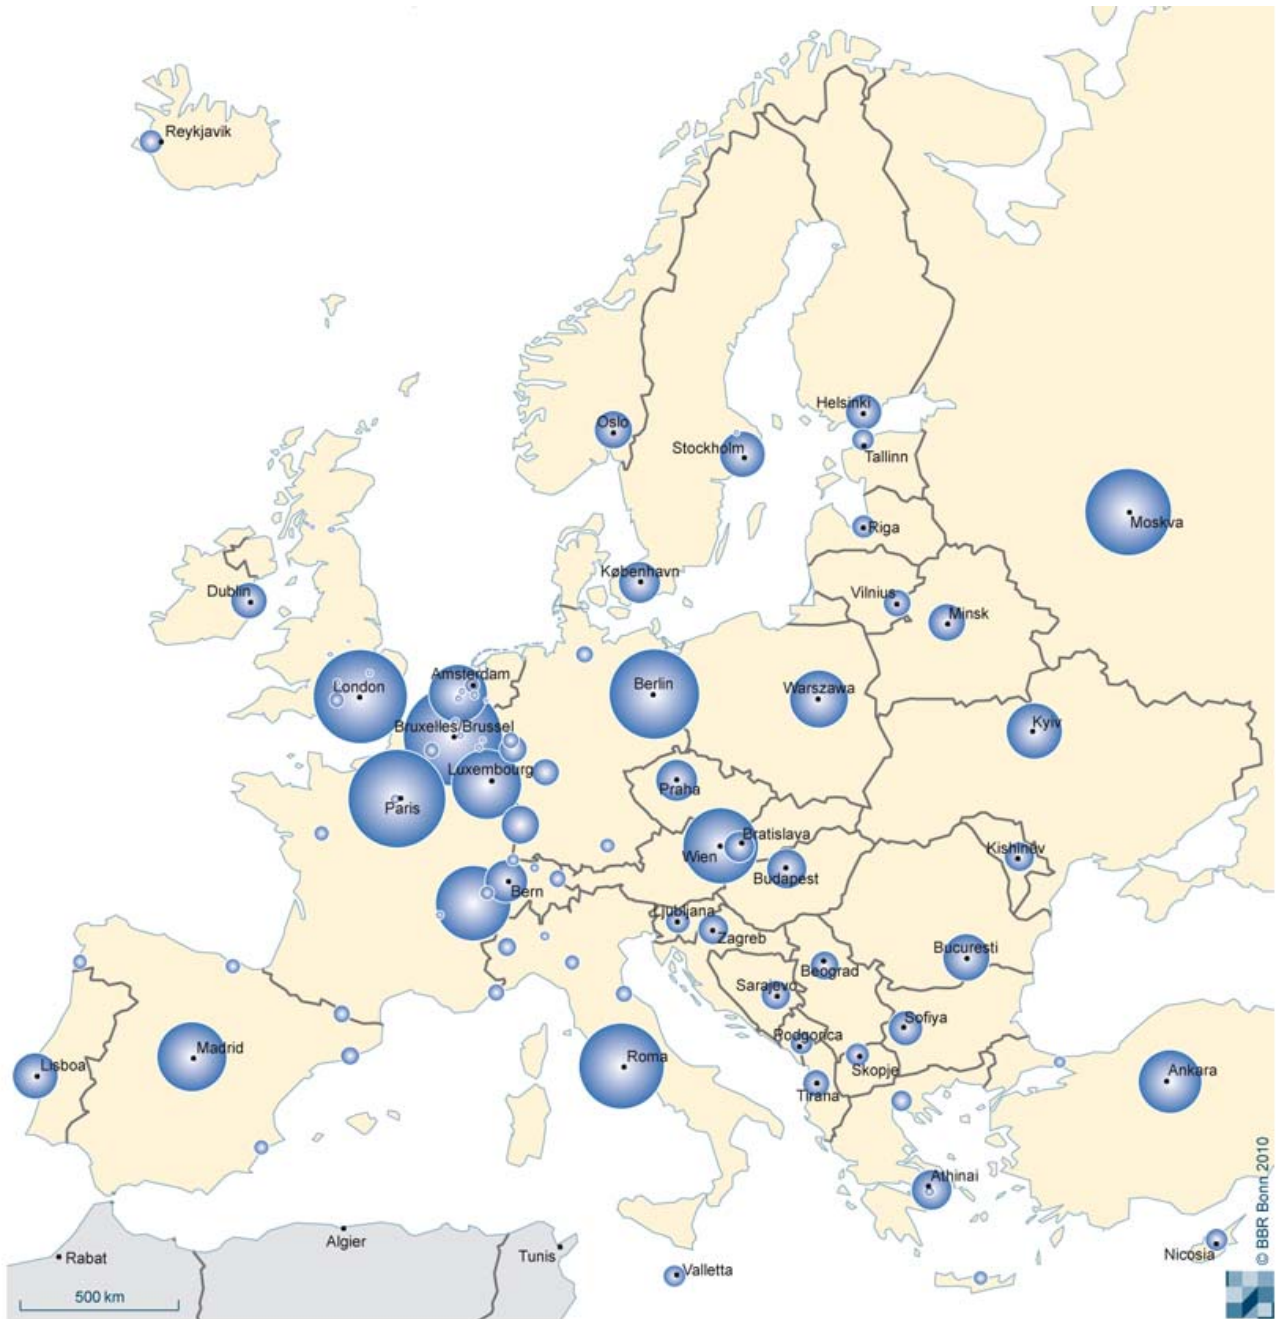 Reykjavik
Helsinki
Oslo
Stockholm
Tallinn
Moskva
Riga
København
Dublin
Vilnius
Minsk
Amsterdam
London
Berlin
Warszawa
Bruxelles/Brussel
Kyiv
Luxembourg
Praha
Paris
Bratislava
Wien
Kishinev
Budapest
Bern
Ljubljana
Zagreb
Bucuresti
Beograd
Sarajevo
Sofiya
Podgorica
Madrid
Roma
Lisboa
Skopje
Ankara
Tirana
Athinai
Algier
Tunis
Rabat
Nicosia
Valletta
500 km
© BBR Bonn 2010